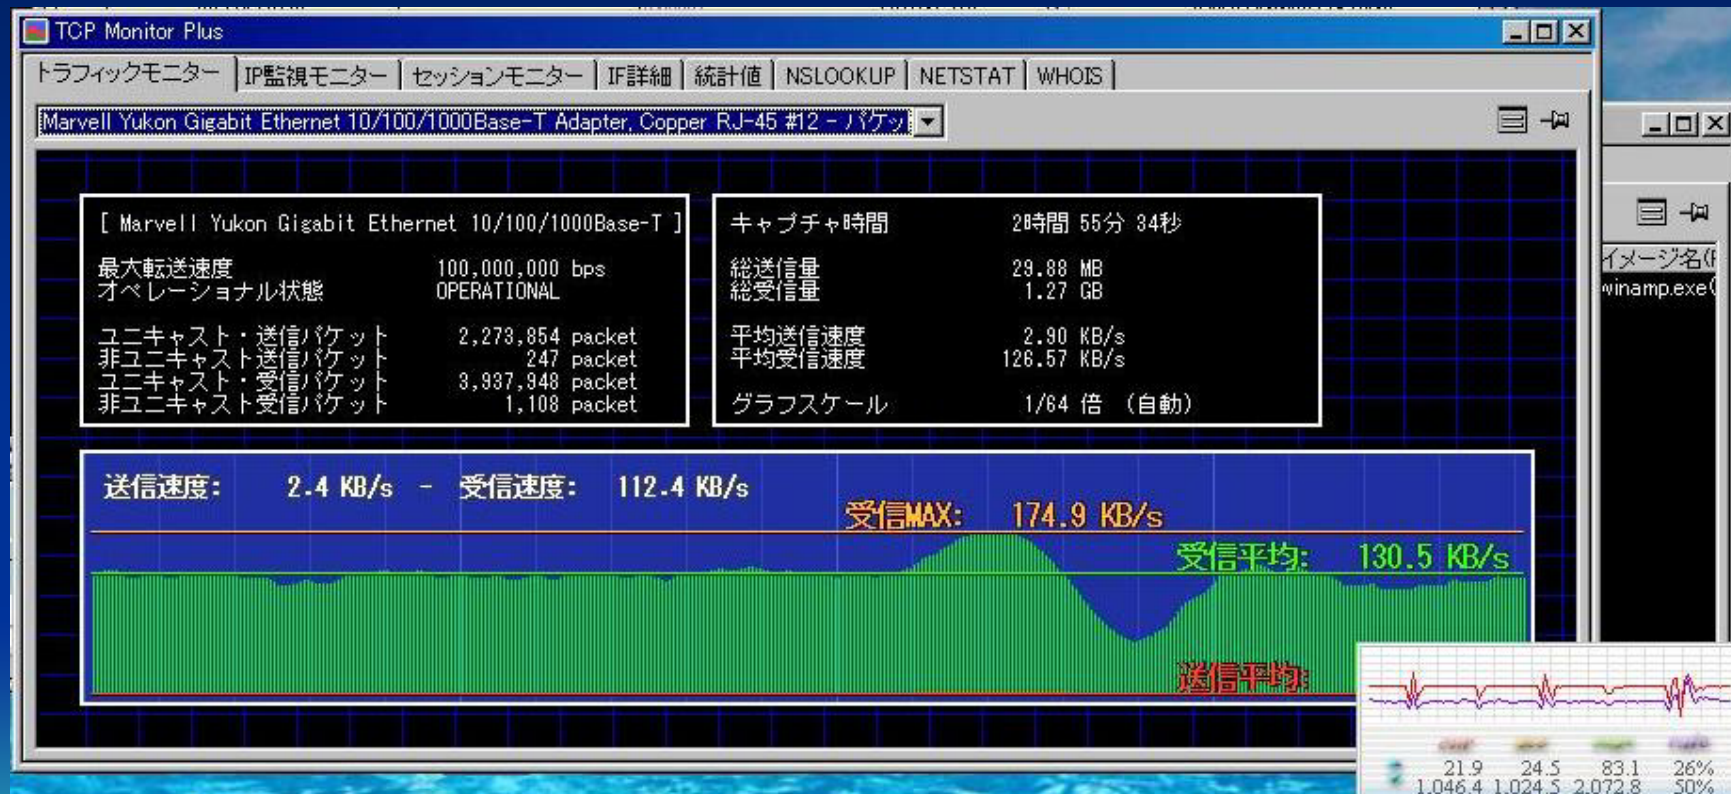 TCP Monitor Plus
トラフィックモニター IP監視モニター セッションモニター IF詳細 統計値 NSLOOKUP NETSTAT WHOIS
Marvell Yukon Gigabit Ethernet 10/100/1000Base-T Adapter, Copper RJ-45 #12 - パケッ
[ Marvell Yukon Gigabit Ethernet 10/100/1000Base-T ]
最大転送速度 100,000,000 bps
オペレーショナル状態 OPERATIONAL
ユニキャスト・送信パケット 2,273,854 packet
非ユニキャスト送信パケット 247 packet
ユニキャスト・受信パケット 3,937,948 packet
非ユニキャスト受信パケット 1,108 packet
キャプチャ時間 2時間 55分 34秒
総送信量 29.88 MB
総受信量 1.27 GB
平均送信速度 2.90 KB/s
平均受信速度 126.57 KB/s
グラフスケール 1/64 倍 (自動)
送信速度: 2.4 KB/s - 受信速度: 112.4 KB/s
受信MAX: 174.9 KB/s
受信平均: 130.5 KB/s
送信平均:
イメージ名(F
winamp.exe(
21.9 24.5 83.1 26%
1,046.4 1,024.5 2,072.8 50%